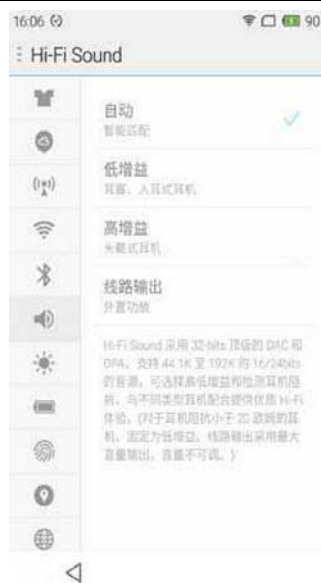 16:06
90
Hi-Fi Sound
自动
智能匹配
低增益
耳塞、入耳式耳机
高增益
头戴式耳机
线路输出
外置功放
Hi-Fi Sound 采用 32-bits 顶级的 DAC 和
OPA，支持 44.1K 至 192K 的 16/24bits
的音源，可选择高低增益和检测耳机阻
抗，与不同类型耳机配合提供优质 Hi-Fi
体验。(对于耳机阻抗小于 20 欧姆的耳
机，固定为低增益。线路输出采用最大
音量输出，音量不可调。)